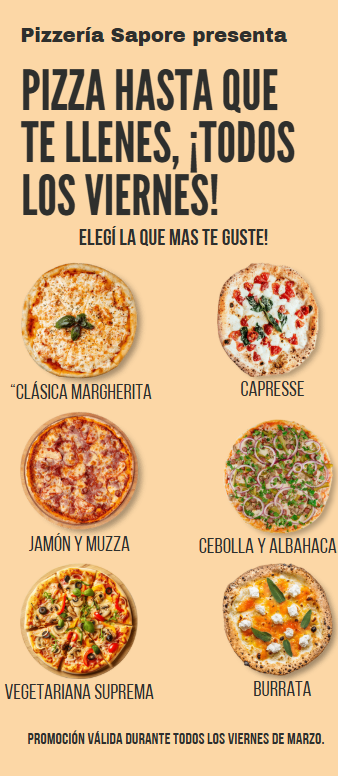 Pizzería Sapore presenta
PIZZA HASTA QUE
TE LLENES, ¡TODOS
LOS VIERNES!
ELEGÍ LA QUE MAS TE GUSTE!
“CLÁSICA MARGHERITA
CAPRESSE
JAMÓN Y MUZZA
CEBOLLA Y ALBAHACA
VEGETARIANA SUPREMA
BURRATA
PROMOCIÓN VÁLIDA DURANTE TODOS LOS VIERNES DE MARZO.